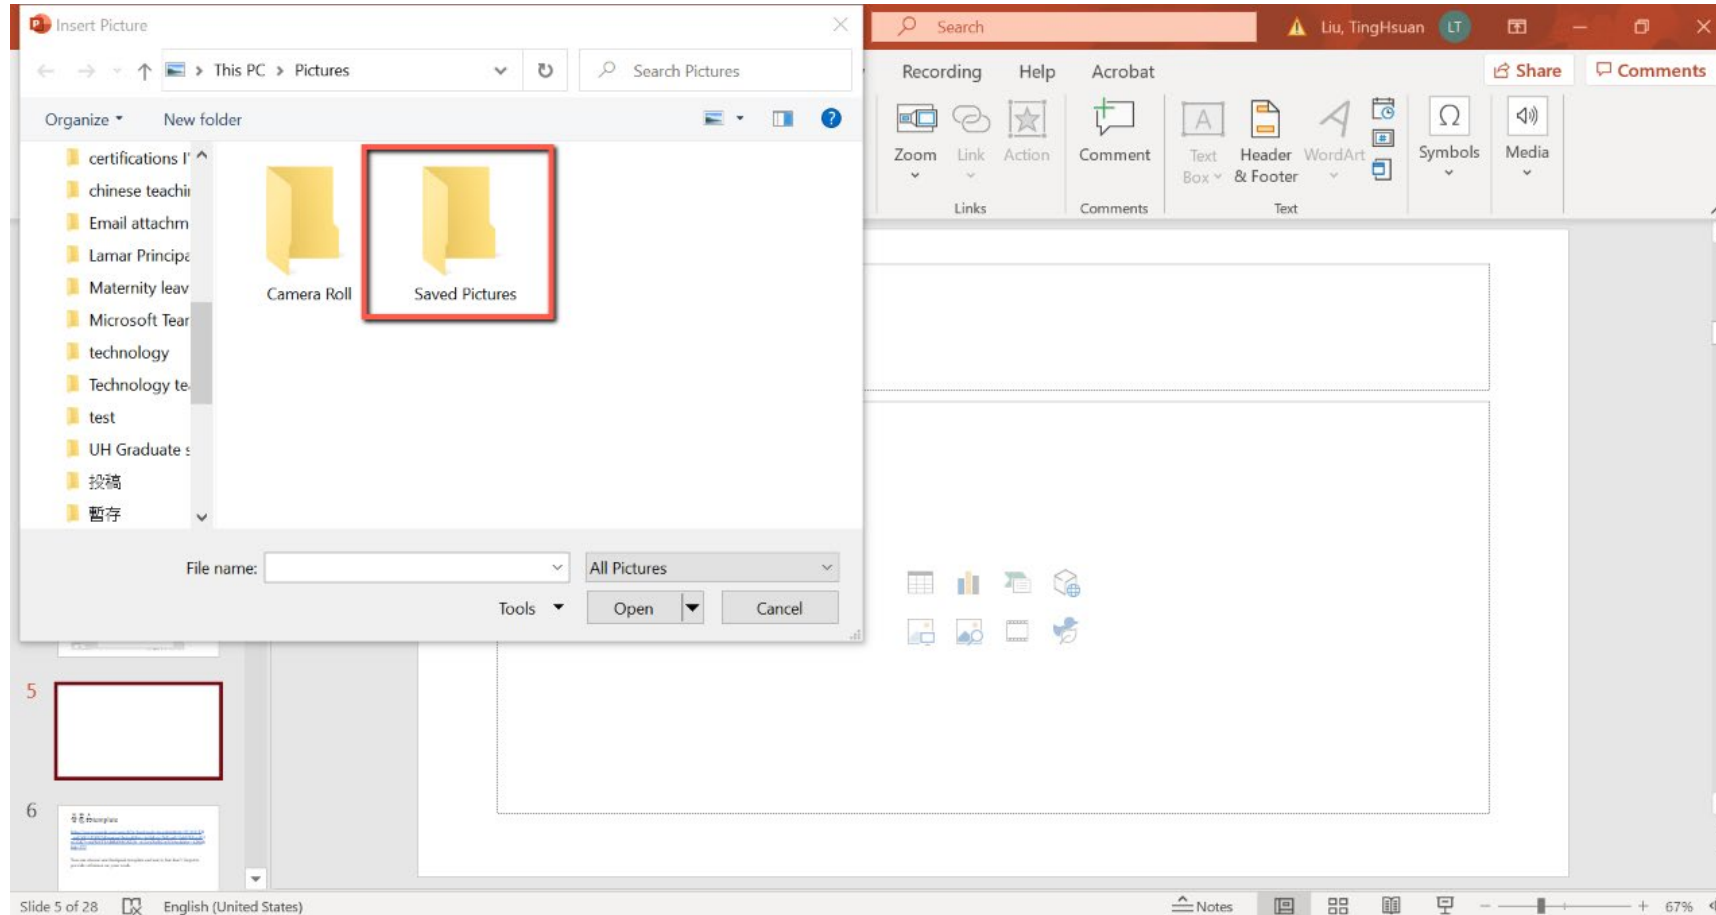 Insert Picture
This PC > Pictures
Search Pictures
Organize
New folder
certifications I'
chinese teachin
Email attachm
Lamar Principa
Maternity leav
Microsoft Tear
technology
Technology te
test
UH Graduate s
投稿
暫存
Camera Roll
Saved Pictures
File name:
All Pictures
Tools
Open
Cancel
Search
Liu, TingHsuan
LT
Recording
Help
Acrobat
Share
Comments
Zoom
Link
Action
Comment
Text
Box
Header
& Footer
WordArt
Symbols
Media
Links
Comments
Text
5
6
template
Slide 5 of 28
English (United States)
Notes
67%